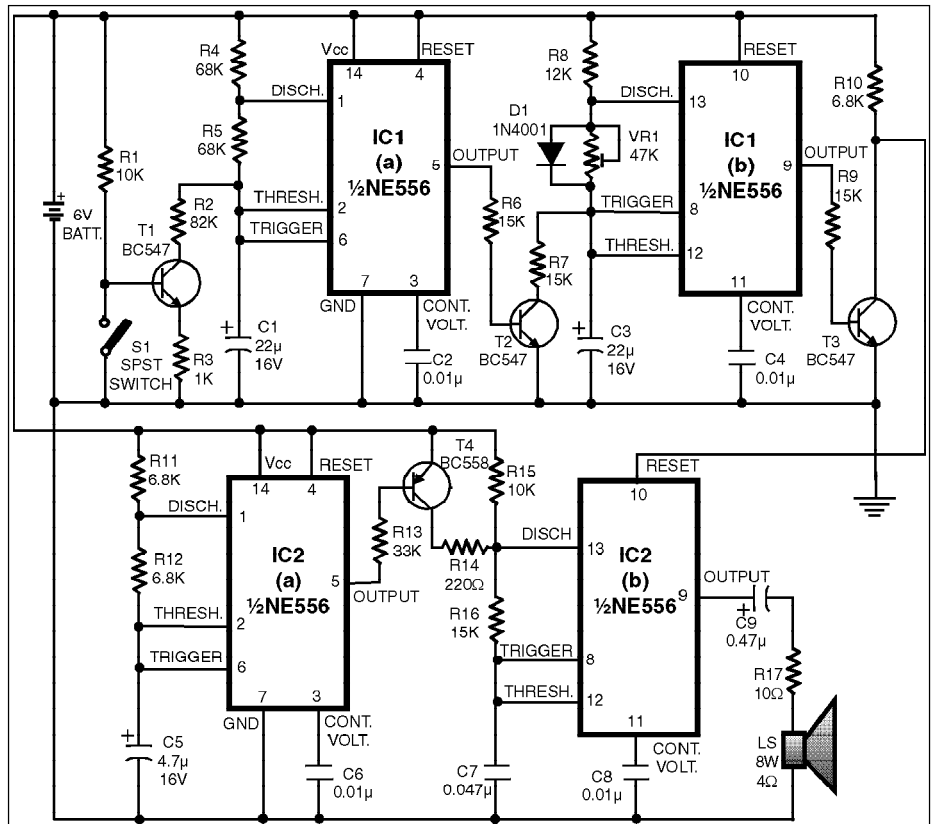 R4
68K
Vcc
14
RESET
4
DISCH.
1
R5
68K
IC1
(a)
½NE556
R1
10K
6V
BATT.
T1
BC547
R2
82K
THRESH.
2
TRIGGER
6
5
OUTPUT
R6
15K
7
GND
3
CONT.
VOLT.
S1
SPST
SWITCH
R3
1K
C1
22µ
16V
C2
0.01µ
T2
BC547
R8
12K
D1
1N4001
VR1
47K
DISCH.
13
RESET
10
IC1
(b)
½NE556
TRIGGER
8
THRESH.
12
R7
15K
C3
22µ
16V
11
CONT.
VOLT.
C4
0.01µ
9
OUTPUT
R9
15K
R10
6.8K
T3
BC547
R11
6.8K
Vcc
14
RESET
4
DISCH.
1
R12
6.8K
IC2
(a)
½NE556
THRESH.
2
TRIGGER
6
5
OUTPUT
7
GND
3
CONT.
VOLT.
C5
4.7µ
16V
C6
0.01µ
T4
BC558
R13
33K
R14
220Ω
R15
10K
R16
15K
DISCH
13
RESET
10
IC2
(b)
½NE556
TRIGGER
8
THRESH.
12
11
CONT.
VOLT.
C7
0.047µ
C8
0.01µ
OUTPUT
9
C9
0.47µ
R17
10Ω
LS
8W
4Ω